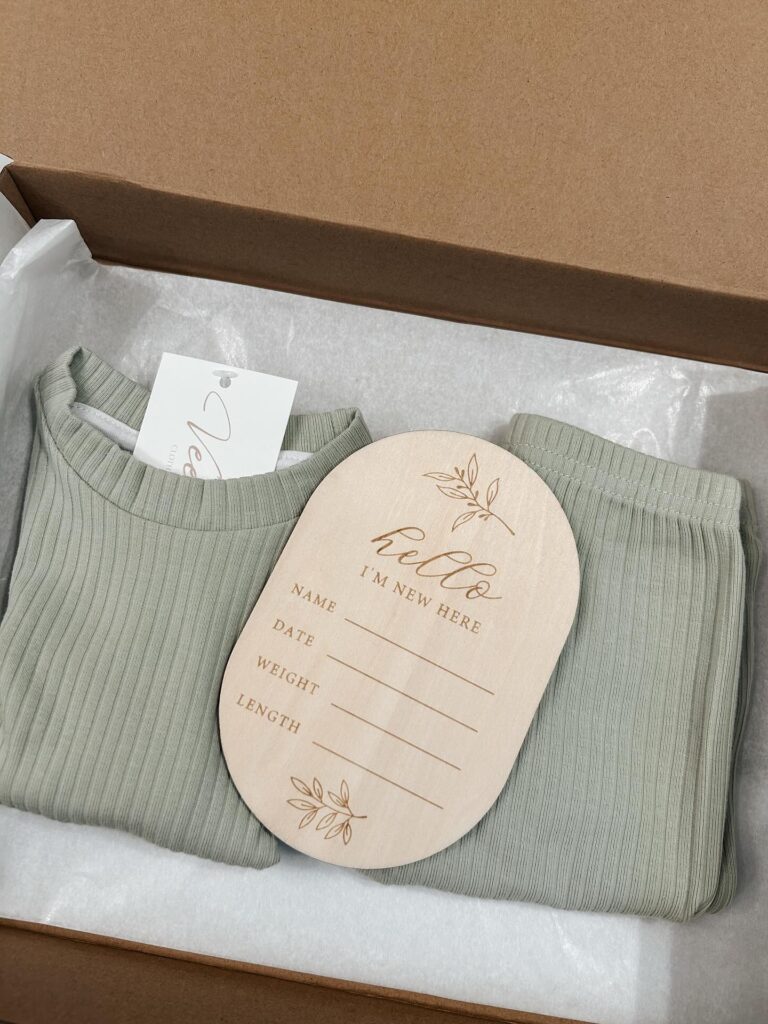 hello
I'M NEW HERE
NAME
DATE
WEIGHT
LENGTH